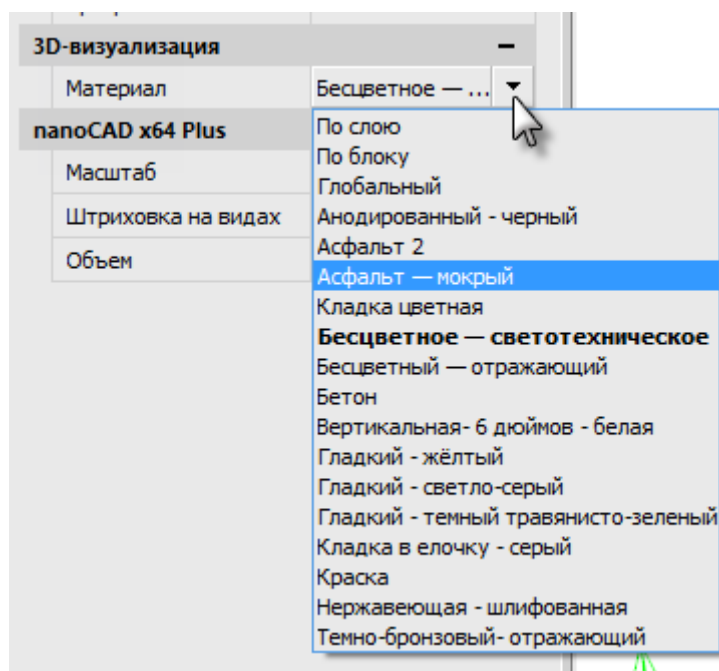 3D-визуализация
Материал
Бесцветное — ...
nanoCAD x64 Plus
Масштаб
Штриховка на видах
Объем
По слою
По блоку
Глобальный
Анодированный - черный
Асфальт 2
Асфальт — мокрый
Кладка цветная
Бесцветное — светотехническое
Бесцветный — отражающий
Бетон
Вертикальная- 6 дюймов - белая
Гладкий - жёлтый
Гладкий - светло-серый
Гладкий - темный травянисто-зеленый
Кладка в елочку - серый
Краска
Нержавеющая - шлифованная
Темно-бронзовый- отражающий